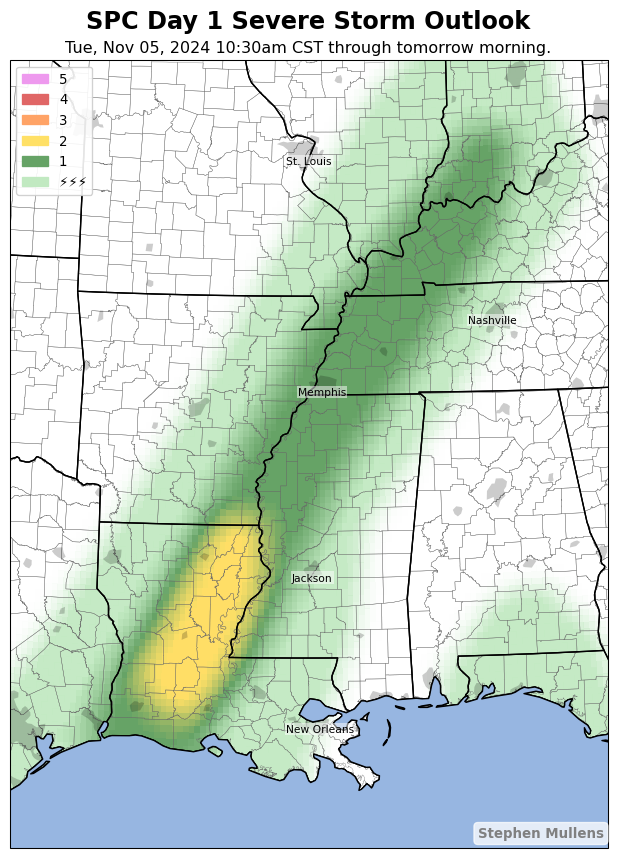 SPC Day 1 Severe Storm Outlook
Tue, Nov 05, 2024 10:30am CST through tomorrow morning.
5
4
3
2
1
⚡⚡⚡
St. Louis
Nashville
Memphis
Jackson
New Orleans
Stephen Mullens